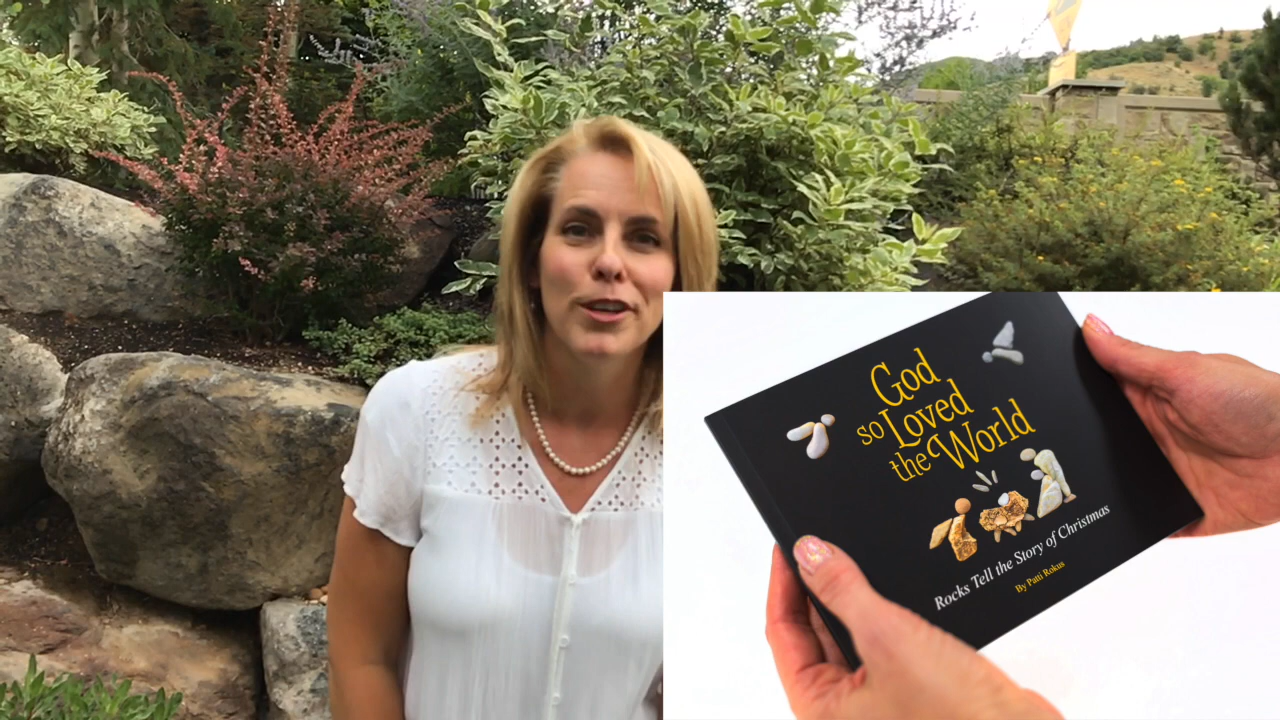 God
so Loved
the World
Rocks Tell the Story of Christmas
By Patti Rokus